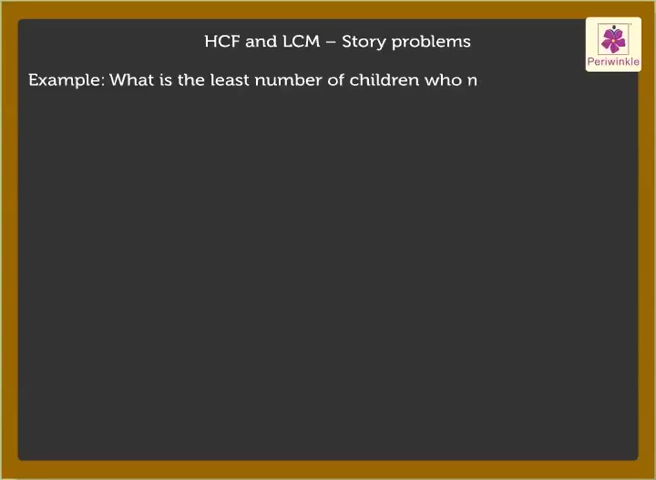 HCF and LCM – Story problems
Periwinkle
Example: What is the least number of children who n